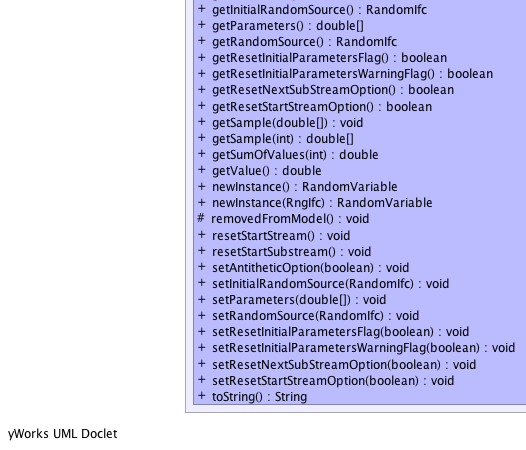 + getInitialRandomSource() : RandomIfc
+ getParameters() : double[]
+ getRandomSource() : RandomIfc
+ getResetInitialParametersFlag() : boolean
+ getResetInitialParametersWarningFlag() : boolean
+ getResetNextSubStreamOption() : boolean
+ getResetStartStreamOption() : boolean
+ getSample(double[]) : void
+ getSample(int) : double[]
+ getSumOfValues(int) : double
+ getValue() : double
+ newInstance() : RandomVariable
+ newInstance(RngIfc) : RandomVariable
# removedFromModel() : void
+ resetStartStream() : void
+ resetStartSubstream() : void
+ setAntitheticOption(boolean) : void
+ setInitialRandomSource(RandomIfc) : void
+ setParameters(double[]) : void
+ setRandomSource(RandomIfc) : void
+ setResetInitialParametersFlag(boolean) : void
+ setResetInitialParametersWarningFlag(boolean) : void
+ setResetNextSubStreamOption(boolean) : void
+ setResetStartStreamOption(boolean) : void
+ toString() : String
yWorks UML Doclet